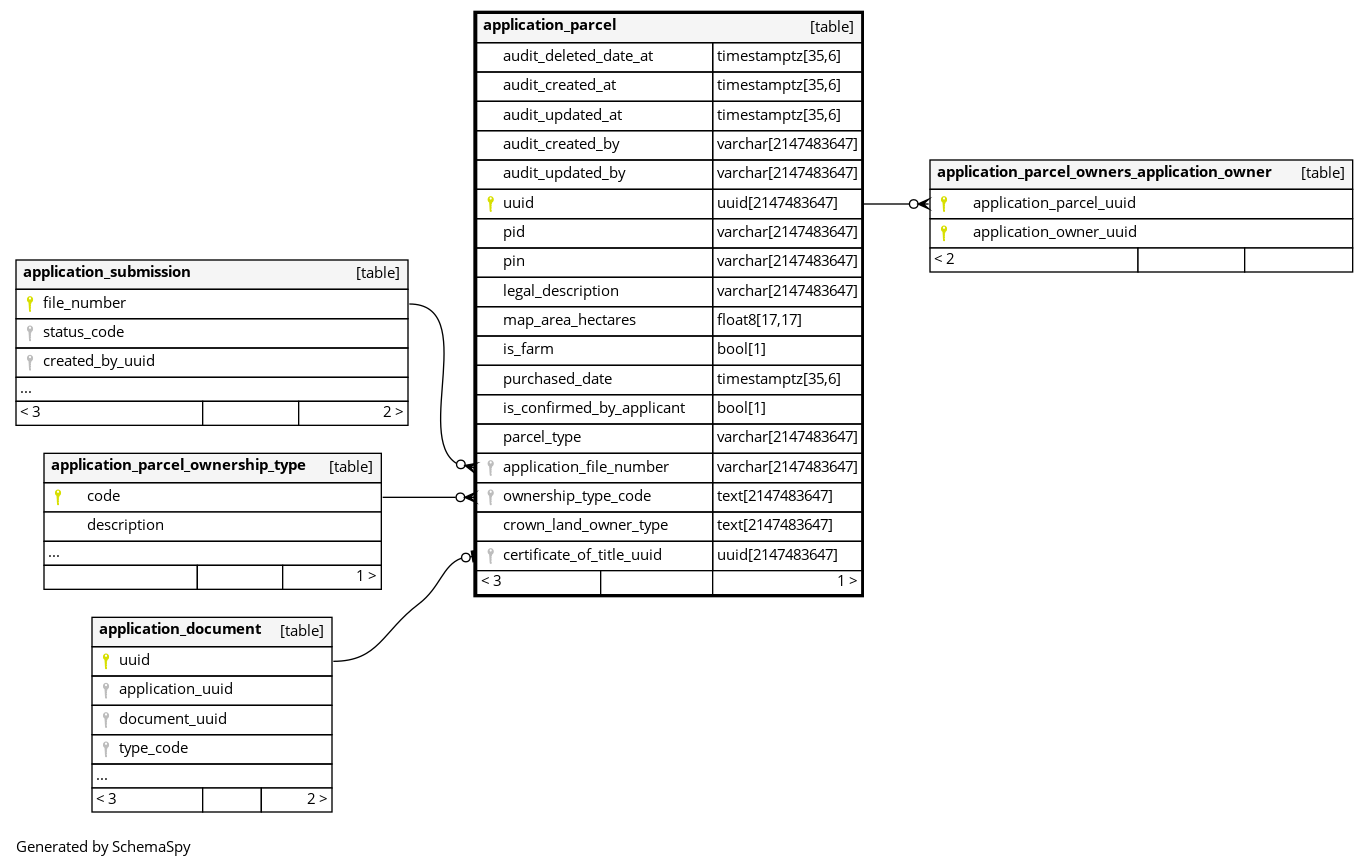 application_parcel [table]
audit_deleted_date_at timestamptz[35,6]
audit_created_at timestamptz[35,6]
audit_updated_at timestamptz[35,6]
audit_created_by varchar[2147483647]
audit_updated_by varchar[2147483647]
uuid uuid[2147483647]
pid varchar[2147483647]
pin varchar[2147483647]
legal_description varchar[2147483647]
map_area_hectares float8[17,17]
is_farm bool[1]
purchased_date timestamptz[35,6]
is_confirmed_by_applicant bool[1]
parcel_type varchar[2147483647]
application_file_number varchar[2147483647]
ownership_type_code text[2147483647]
crown_land_owner_type text[2147483647]
certificate_of_title_uuid uuid[2147483647]
< 3 1 >
application_parcel_owners_application_owner [table]
application_parcel_uuid
application_owner_uuid
< 2
application_submission [table]
file_number
status_code
created_by_uuid
...
< 3 2 >
application_parcel_ownership_type [table]
code
description
...
1 >
application_document [table]
uuid
application_uuid
document_uuid
type_code
...
< 3 2 >
Generated by SchemaSpy